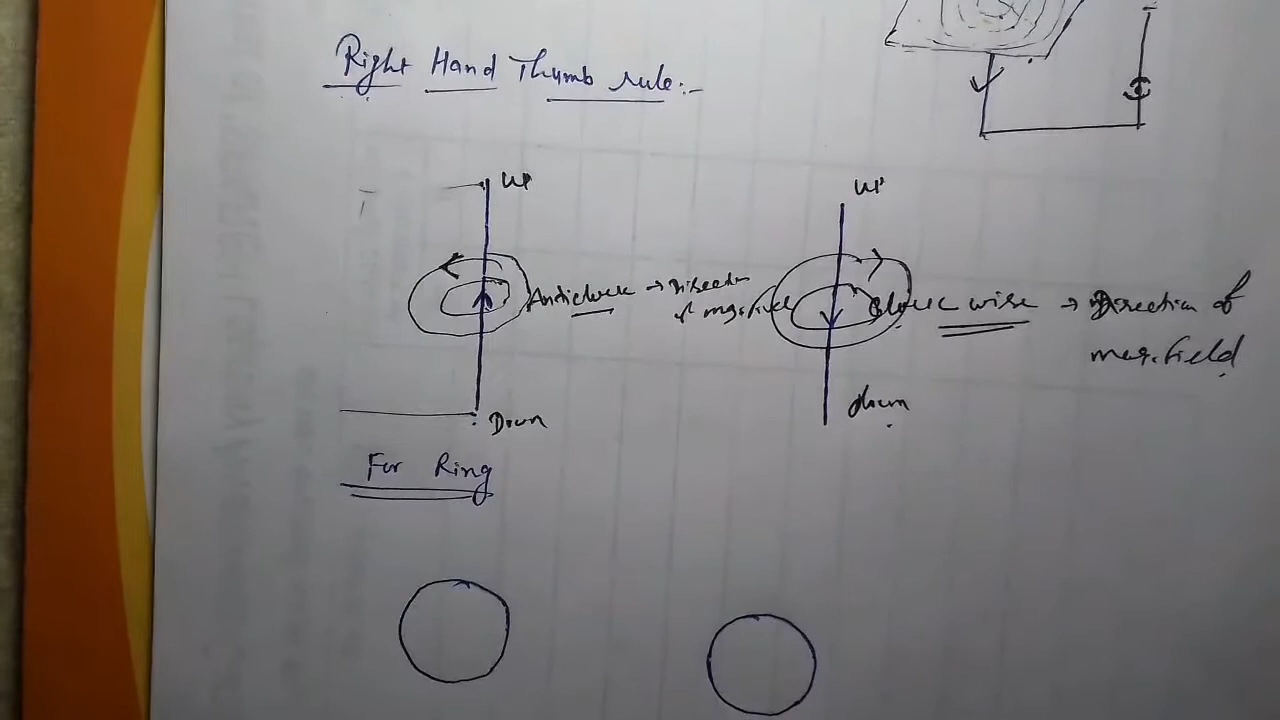 Right Hand Thumb rule:-
up
up
Anticlock → Direction
of mag. field
Clock wise → Direction of
mag. field
Down
down
For Ring